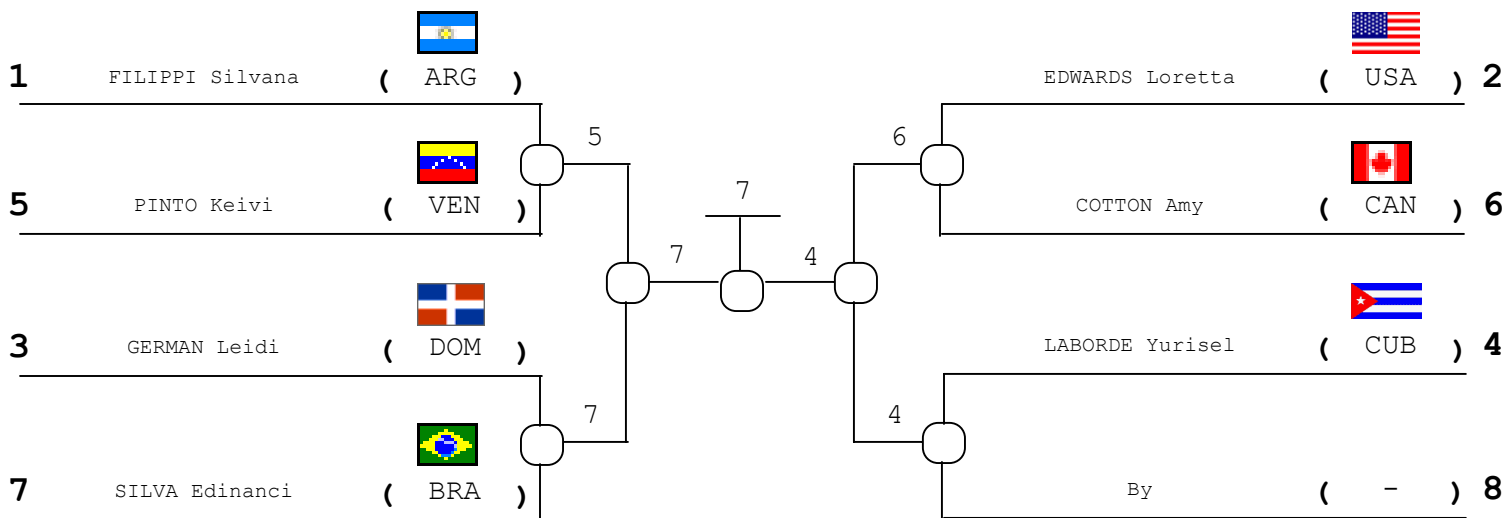 1 FILIPPI Silvana ( ARG ) EDWARDS Loretta ( USA ) 2
5 6
5 PINTO Keivi ( VEN ) 7 COTTON Amy ( CAN ) 6
7 4
3 GERMAN Leidi ( DOM ) LABORDE Yurisel ( CUB ) 4
7 4
7 SILVA Edinanci ( BRA ) By ( - ) 8